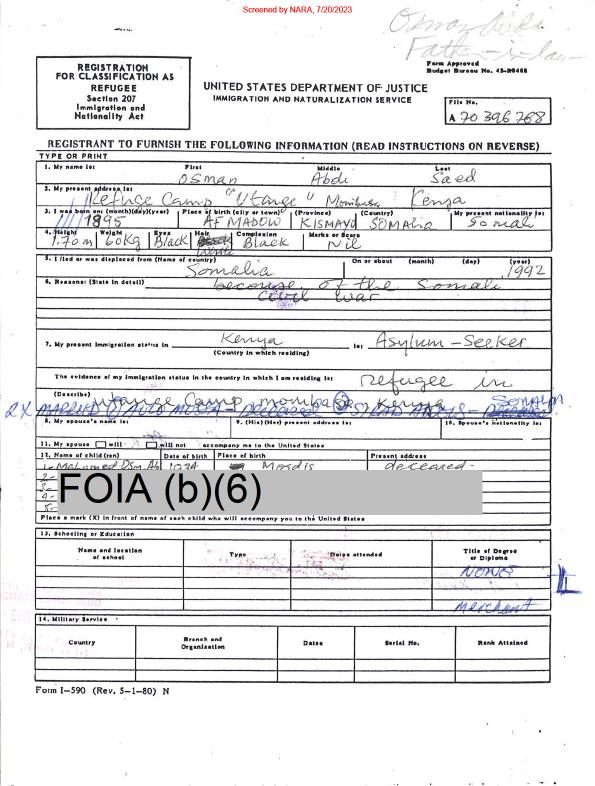 Screened by NARA, 7/20/2023
Osman Abdi
Father-in-law
Form Approved
Budget Bureau No. 43-R0408
REGISTRATION
FOR CLASSIFICATION AS
REFUGEE
Section 207
Immigration and
Nationality Act
UNITED STATES DEPARTMENT OF JUSTICE
IMMIGRATION AND NATURALIZATION SERVICE
File No.
A 70 396 768
REGISTRANT TO FURNISH THE FOLLOWING INFORMATION (READ INSTRUCTIONS ON REVERSE)
TYPE OR PRINT
1. My name is: First Middle Last
Osman Abdi Saed
2. My present address is:
Refuge Camp "Utange" Mombasa Kenya
3. I was born on: (month)(day)(year) Place of birth (city or town) (Province) (Country) My present nationality is:
1895 AFMADOW KISMAYO SOMALIA Somali
4. Height Weight Eyes Hair Complexion Marks or Scars
1.70m 60Kg Black Black Black Nil
White
5. I fled or was displaced from (Name of country) On or about (month) (day) (year)
Somalia 1992
6. Reasons: (State in detail) because of the Somali
civil war
7. My present immigration status in Kenya is: Asylum-Seeker
(Country in which residing)
The evidence of my immigration status in the country in which I am residing is: refugee in
(Describe) utange Camp mombasa Kenya
2X MARRIED deceased
8. My spouse's name is: 9. (His)(Her) present address is: 10. Spouse's nationality is:
11. My spouse will will not accompany me to the United States
12. Name of child(ren) Date of birth Place of birth Present address
1- Mohamed Osm. Ab 1934 Mogdis deceased
2-
3-
4-
5-
FOIA (b)(6)
Place a mark (X) in front of name of each child who will accompany you to the United States
13. Schooling or Education
Name and location of school Type Dates attended Title of Degree or Diploma
NONE
Merchant
14. Military Service
Country Branch and Organization Dates Serial No. Rank Attained
Form I-590 (Rev. 5-1-80) N